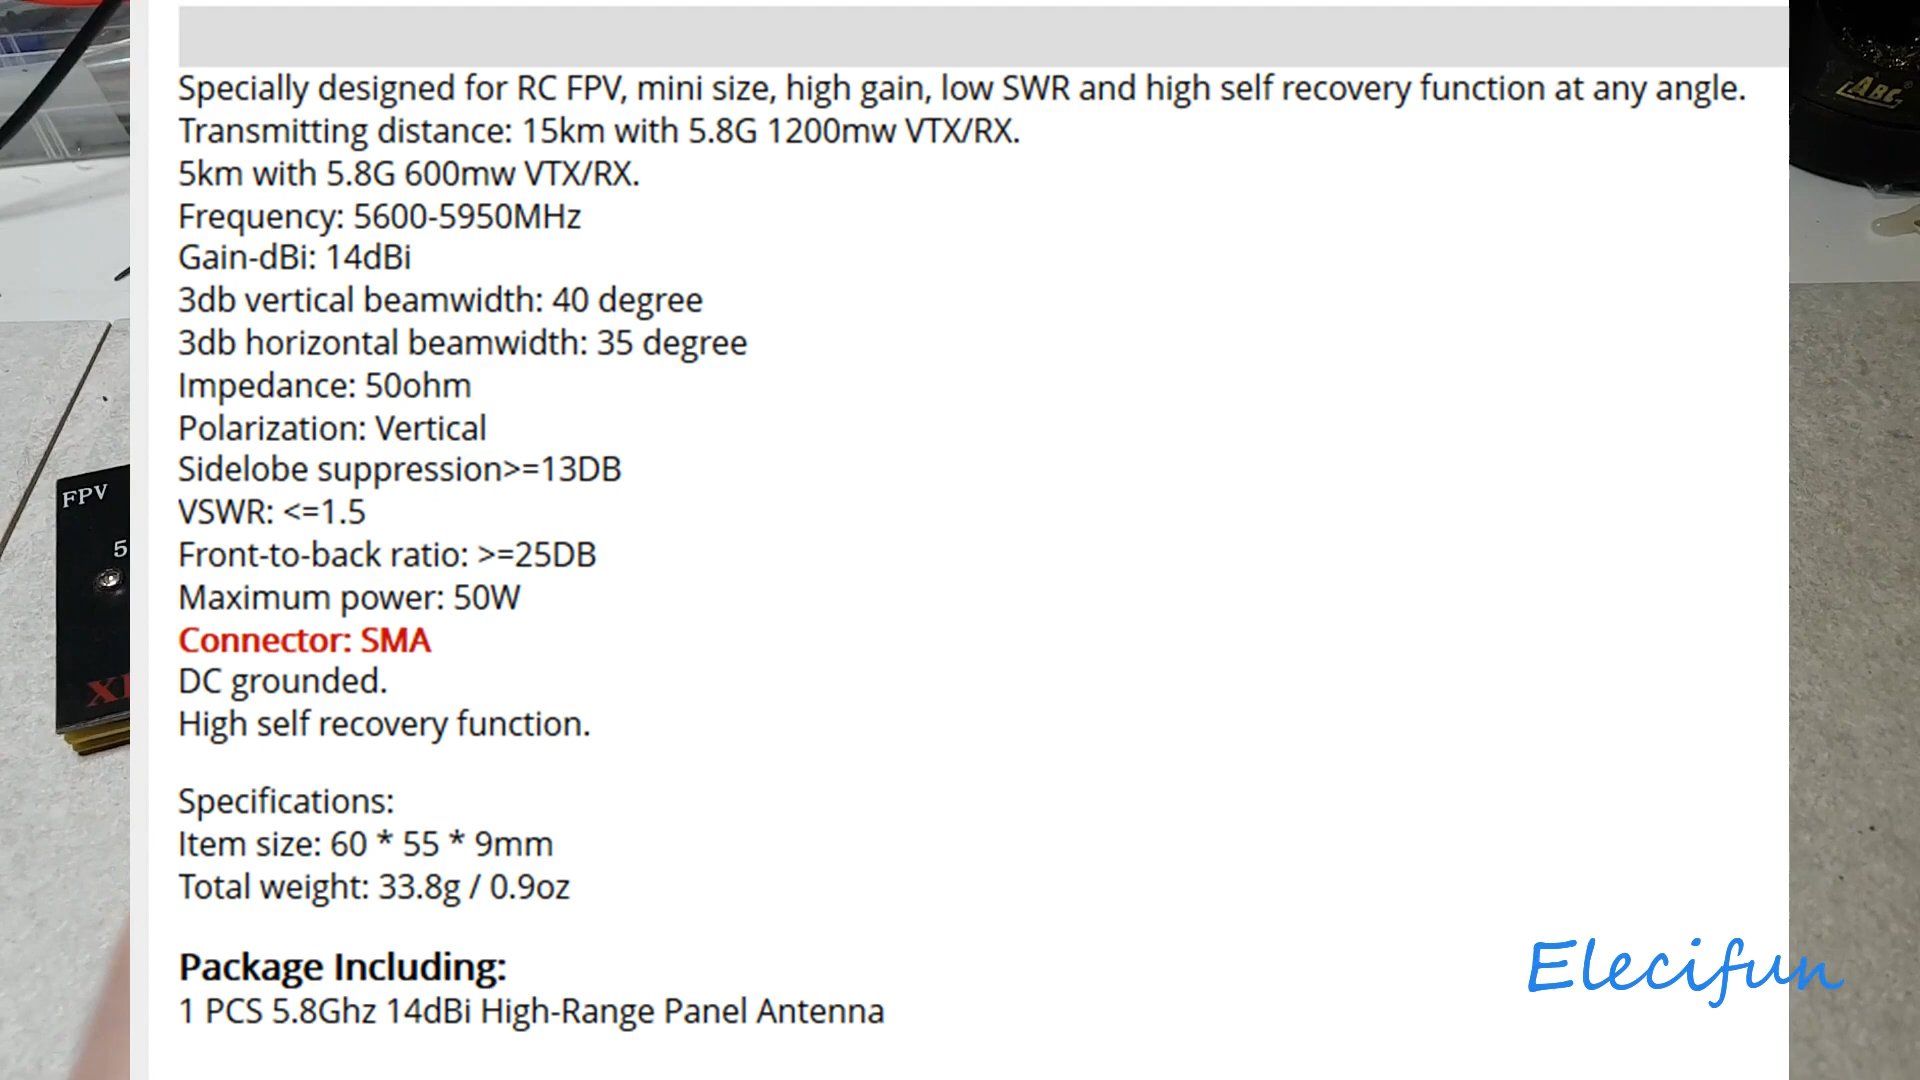 Specially designed for RC FPV, mini size, high gain, low SWR and high self recovery function at any angle.
Transmitting distance: 15km with 5.8G 1200mw VTX/RX.
5km with 5.8G 600mw VTX/RX.
Frequency: 5600-5950MHz
Gain-dBi: 14dBi
3db vertical beamwidth: 40 degree
3db horizontal beamwidth: 35 degree
Impedance: 50ohm
Polarization: Vertical
Sidelobe suppression>=13DB
VSWR: <=1.5
Front-to-back ratio: >=25DB
Maximum power: 50W
Connector: SMA
DC grounded.
High self recovery function.
Specifications:
Item size: 60 * 55 * 9mm
Total weight: 33.8g / 0.9oz
Package Including:
1 PCS 5.8Ghz 14dBi High-Range Panel Antenna
Elecifun
FPV
5
ABC